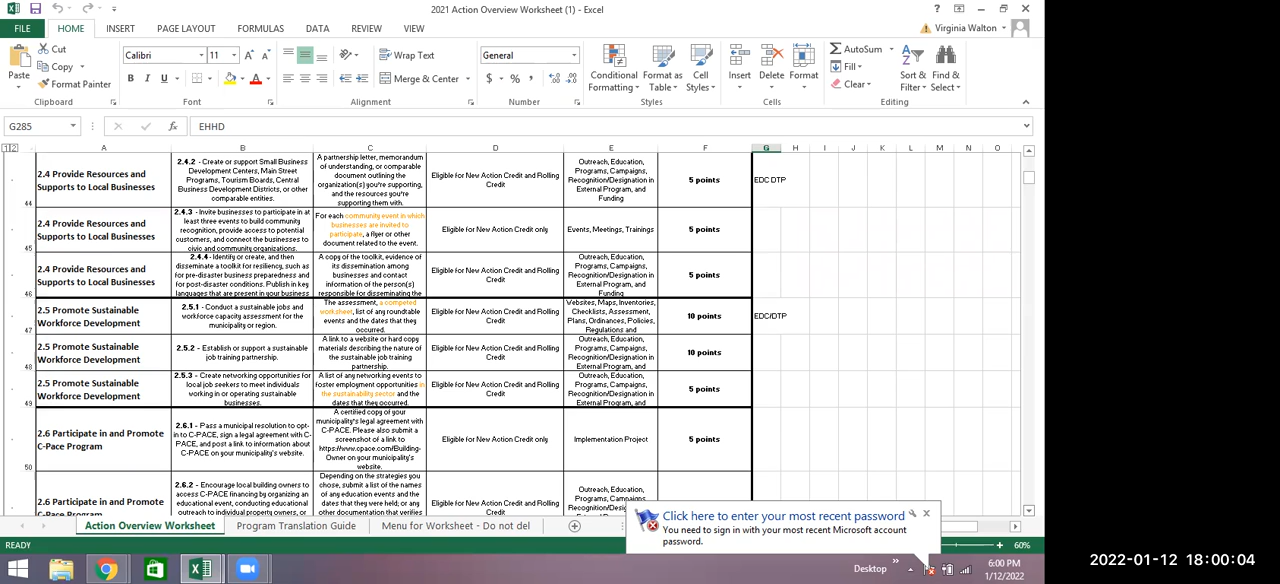 2021 Action Overview Worksheet (1) - Excel
FILE HOME INSERT PAGE LAYOUT FORMULAS DATA REVIEW VIEW Virginia Walton
Cut
Copy
Format Painter
Paste
Clipboard
Calibri 11
B I U
Font
Wrap Text
Merge & Center
Alignment
General
$ % ,
Number
Conditional Formatting
Format as Table
Cell Styles
Styles
Insert Delete Format
Cells
AutoSum
Fill
Clear
Sort & Filter
Find & Select
Editing
G285 EHHD
A B C D E F G H I J K L M N O
44
2.4 Provide Resources and
Supports to Local Businesses
2.4.2 - Create or support Small Business
Development Centers, Main Street
Programs, Tourism Boards, Central
Business Development Districts, or other
comparable entities.
A partnership letter, memorandum
of understanding, or comparable
document outlining the
organization(s) you're supporting,
and the resources you're
supporting them with.
Eligible for New Action Credit and Rolling
Credit
Outreach, Education,
Programs, Campaigns,
Recognition/Designation in
External Program, and
Funding
5 points
EDC DTP
45
2.4 Provide Resources and
Supports to Local Businesses
2.4.3 - Invite businesses to participate in at
least three events to build community
recognition, provide access to potential
customers, and connect the businesses to
civic and community organizations.
For each community event in which
businesses are invited to
participate, a flyer or other
document related to the event.
Eligible for New Action Credit only
Events, Meetings, Trainings
5 points
46
2.4 Provide Resources and
Supports to Local Businesses
2.4.4 - Identify or create, and then
disseminate a toolkit for resiliency, such as
for pre-disaster business preparedness and
for post-disaster conditions. Publish in key
languages that are present in your business
A copy of the toolkit, evidence of
its dissemination among
businesses and contact
information of the person(s)
responsible for disseminating the
Eligible for New Action Credit and Rolling
Credit
Outreach, Education,
Programs, Campaigns,
Recognition/Designation in
External Program, and
Funding
5 points
47
2.5 Promote Sustainable
Workforce Development
2.5.1 - Conduct a sustainable jobs and
workforce capacity assessment for the
municipality or region.
The assessment, a competed
worksheet, list of any roundtable
events and the dates that they
occurred.
Eligible for New Action Credit and Rolling
Credit
Websites, Maps, Inventories,
Checklists, Assessment,
Plans, Ordinances, Policies,
Regulations and
10 points
EDC/DTP
48
2.5 Promote Sustainable
Workforce Development
2.5.2 - Establish or support a sustainable
job training partnership.
A link to a website or hard copy
materials describing the nature of
the sustainable job training
partnership.
Eligible for New Action Credit and Rolling
Credit
Outreach, Education,
Programs, Campaigns,
Recognition/Designation in
External Program, and
10 points
49
2.5 Promote Sustainable
Workforce Development
2.5.3 - Create networking opportunities for
local job seekers to meet individuals
working in or operating sustainable
businesses.
A list of any networking events to
foster employment opportunities in
the sustainability sector and the
dates that they occurred.
Eligible for New Action Credit and Rolling
Credit
Outreach, Education,
Programs, Campaigns,
Recognition/Designation in
External Program, and
5 points
50
2.6 Participate in and Promote
C-Pace Program
2.6.1 - Pass a municipal resolution to opt-
in to C-PACE, sign a legal agreement with C-
PACE, and post a link to information about
C-PACE on your municipality's website.
A certified copy of your
municipality's legal agreement with
C-PACE. Please also submit a
screenshot of a link to
https://www.cpace.com/Building-
Owner on your municipality's
website.
Eligible for New Action Credit only
Implementation Project
5 points
2.6 Participate in and Promote
C-Pace Program
2.6.2 - Encourage local building owners to
access C-PACE financing by organizing an
educational event, conducting educational
outreach to individual property owners, or
Depending on the strategies you
chose, submit a list of the names
of any education events and the
dates that they were held; or any
other documentation that verifies
Eligible for New Action Credit and Rolling
Credit
Outreach, Education,
Programs, Campaigns,
5 points
Action Overview Worksheet Program Translation Guide Menu for Worksheet - Do not del
READY 60%
Click here to enter your most recent password
You need to sign in with your most recent Microsoft account
password.
Desktop
6:00 PM
1/12/2022
2022-01-12 18:00:04